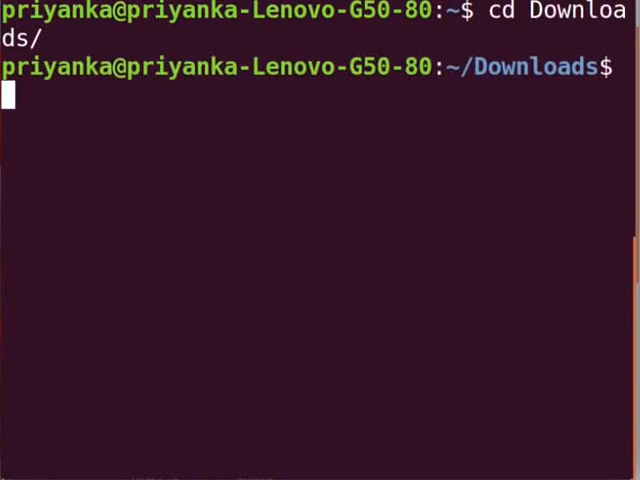 priyanka@priyanka-Lenovo-G50-80:~$ cd Downloa
ds/
priyanka@priyanka-Lenovo-G50-80:~/Downloads$